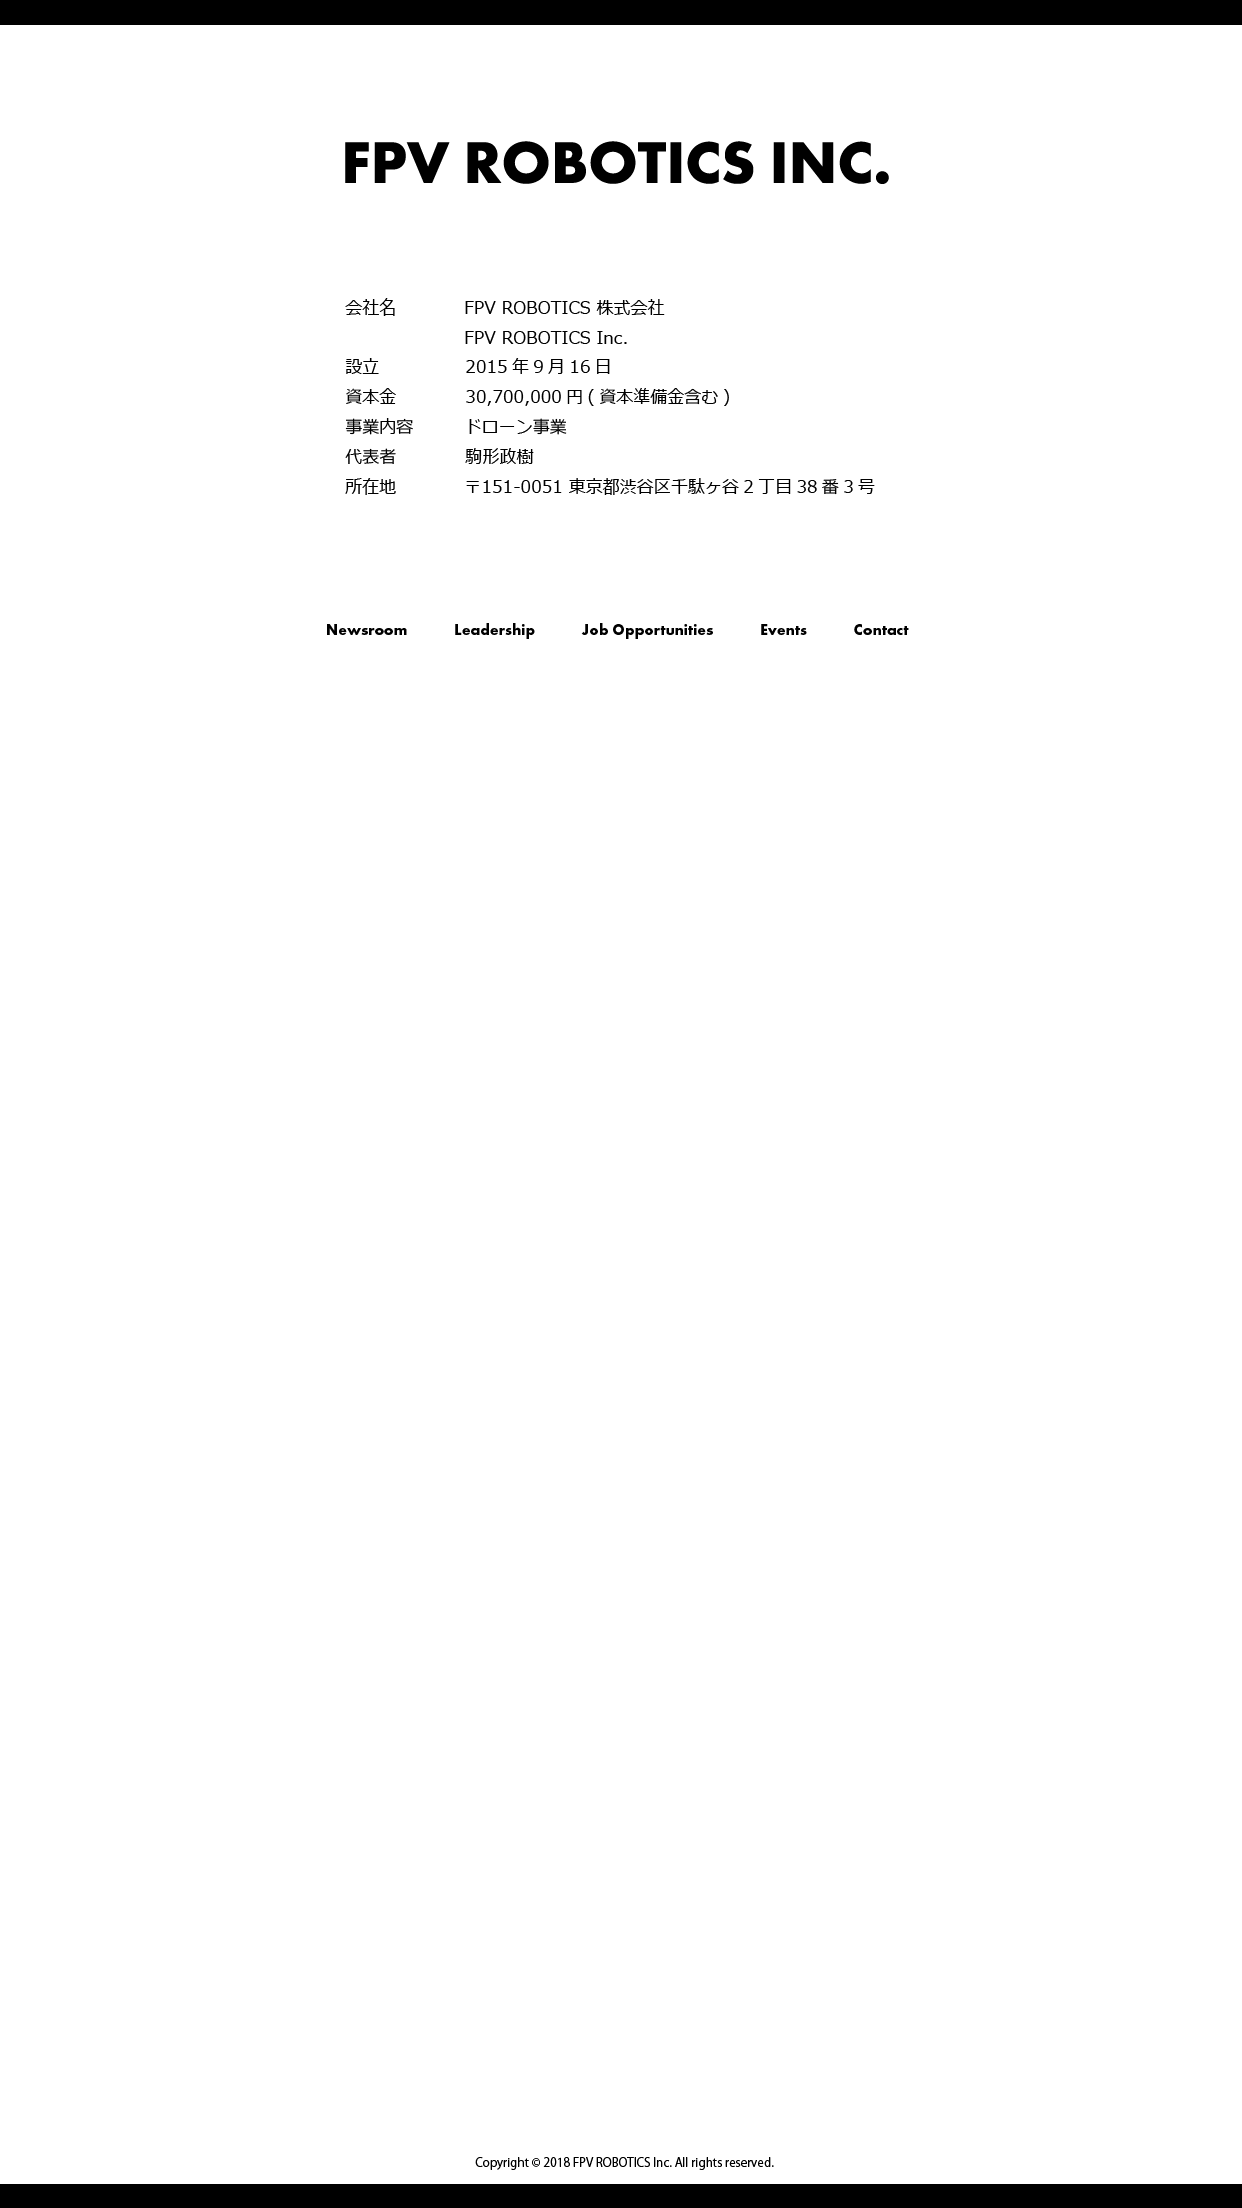 FPV ROBOTICS INC.
会社名 FPV ROBOTICS 株式会社
FPV ROBOTICS Inc.
設立 2015 年 9 月 16 日
資本金 30,700,000 円 ( 資本準備金含む )
事業内容 ドローン事業
代表者 駒形政樹
所在地 〒151-0051 東京都渋谷区千駄ヶ谷 2 丁目 38 番 3 号
Newsroom Leadership Job Opportunities Events Contact
Copyright © 2018 FPV ROBOTICS Inc. All rights reserved.